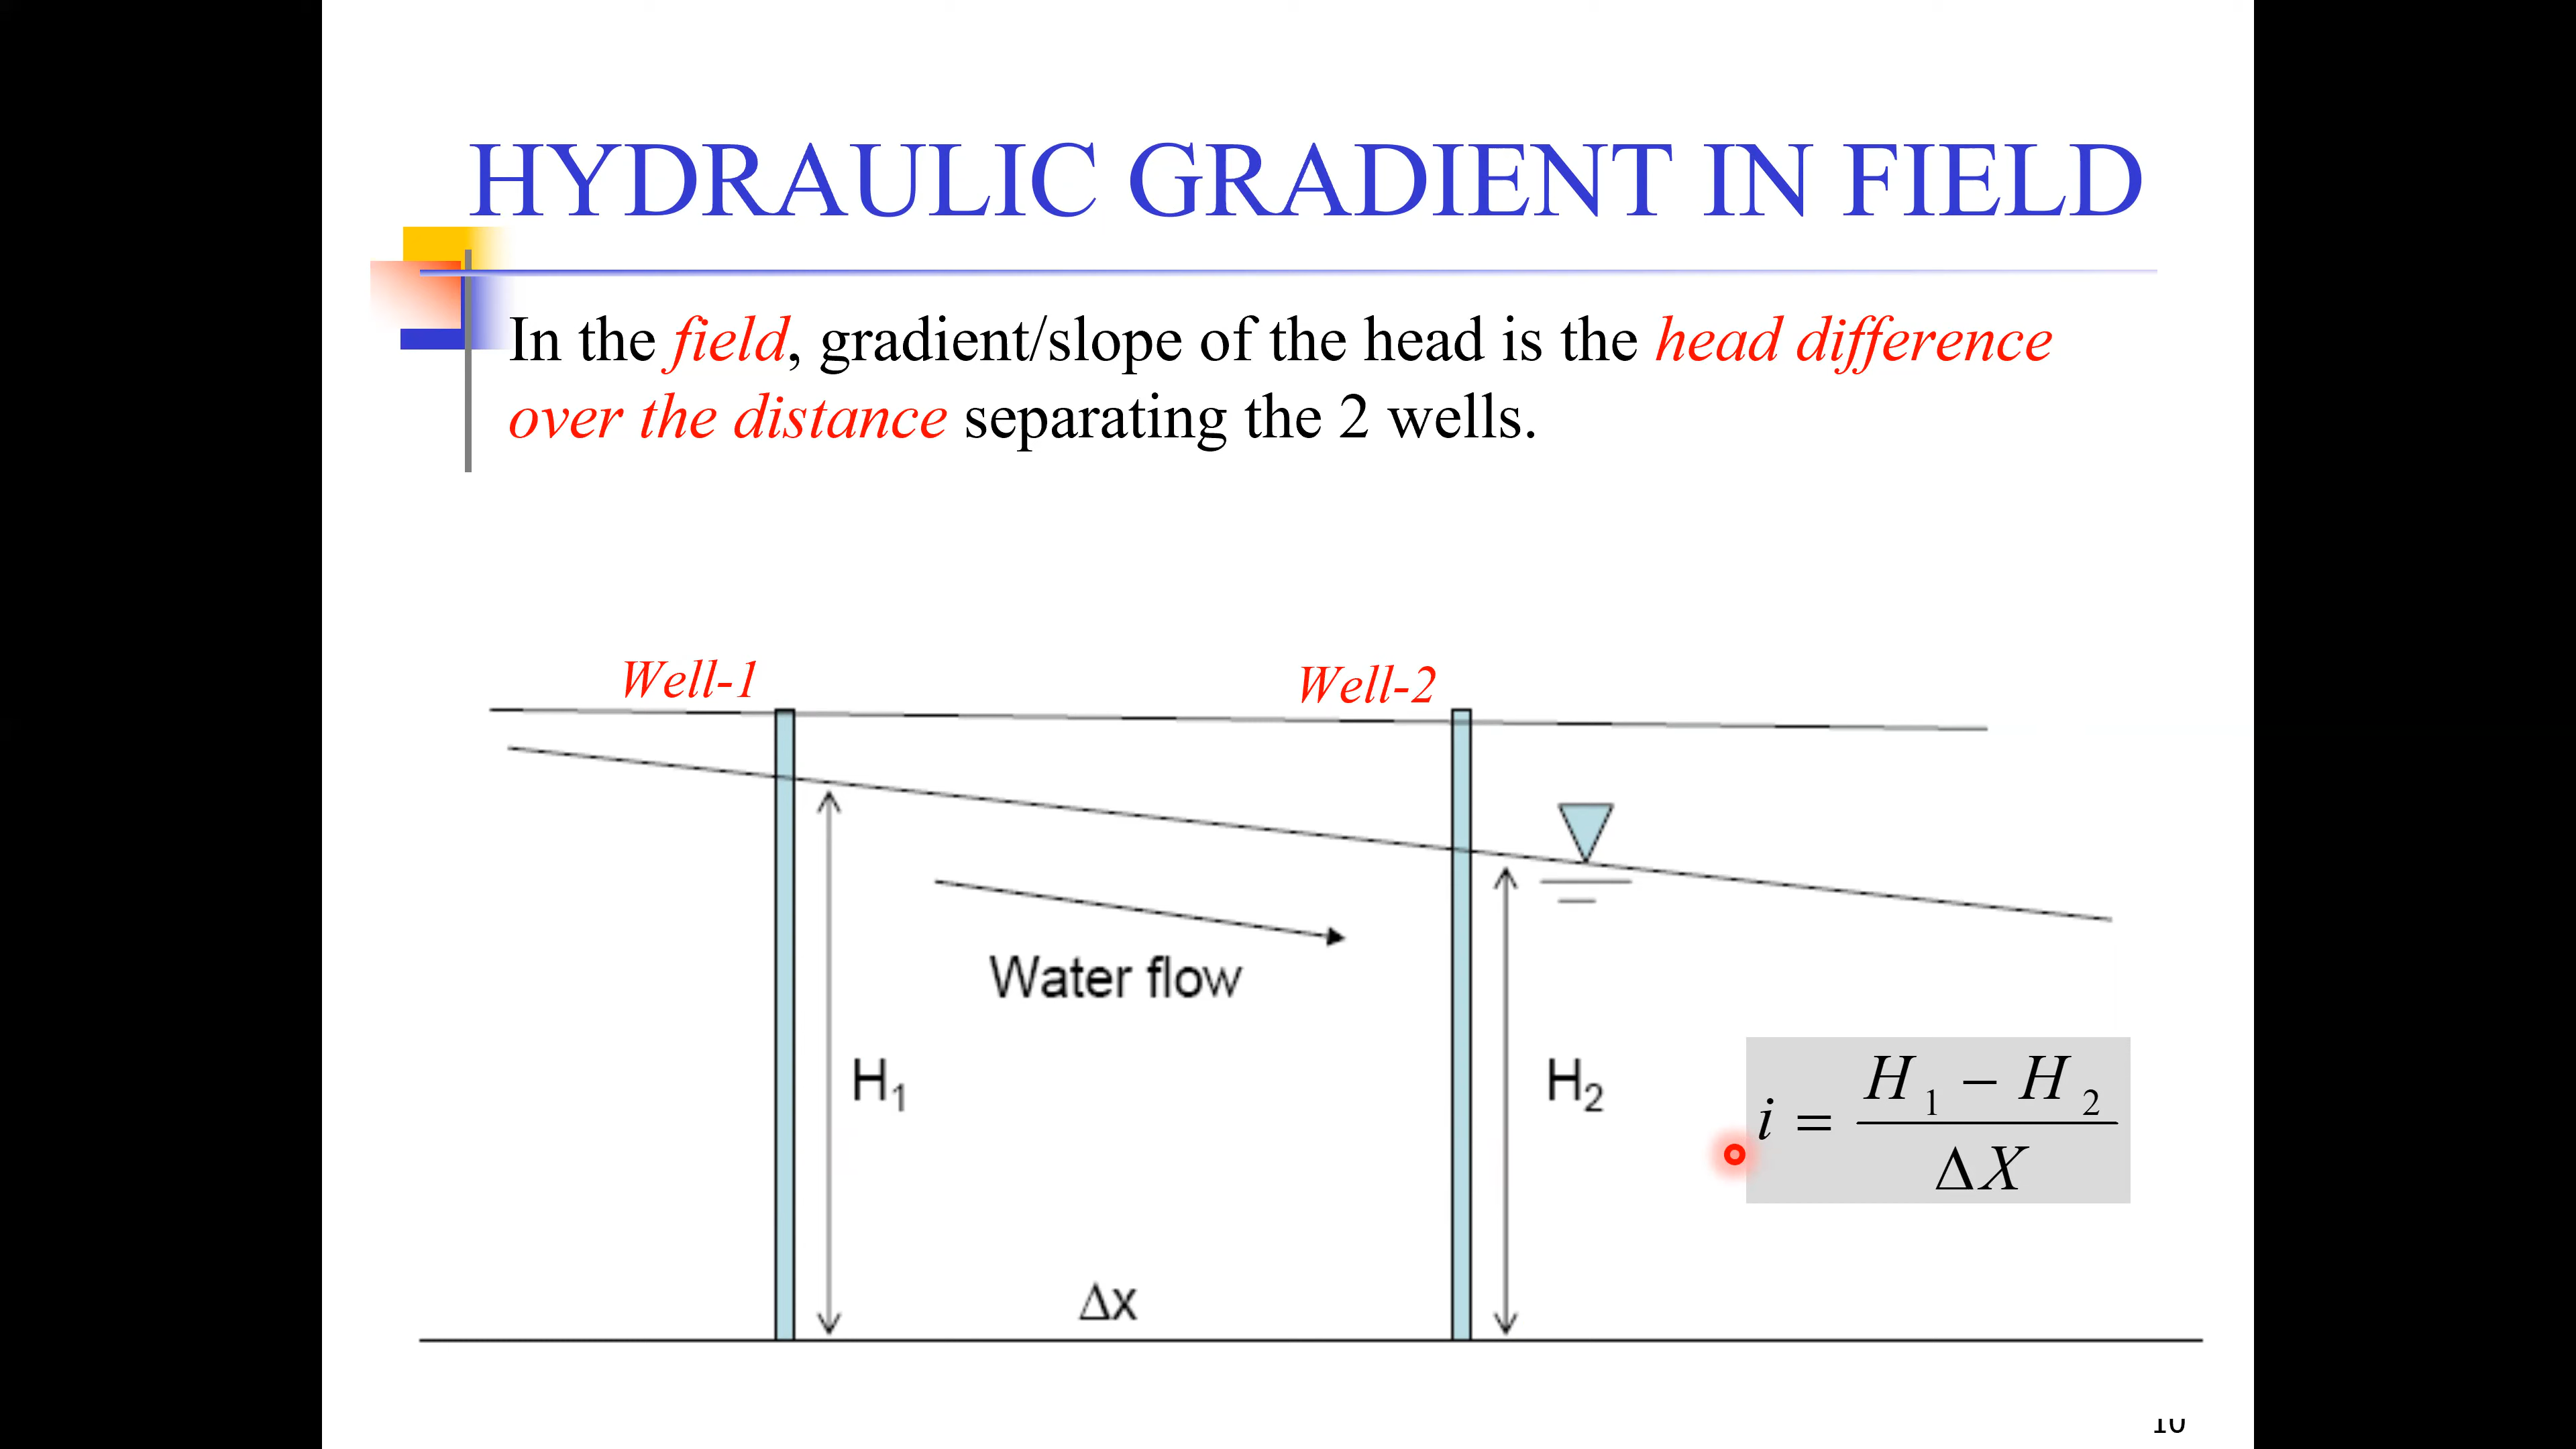 HYDRAULIC GRADIENT IN FIELD
In the field, gradient/slope of the head is the head difference
over the distance separating the 2 wells.
Well-1
Well-2
Water flow
H₁
H₂
i = (H₁ − H₂) / ΔX
Δx
10